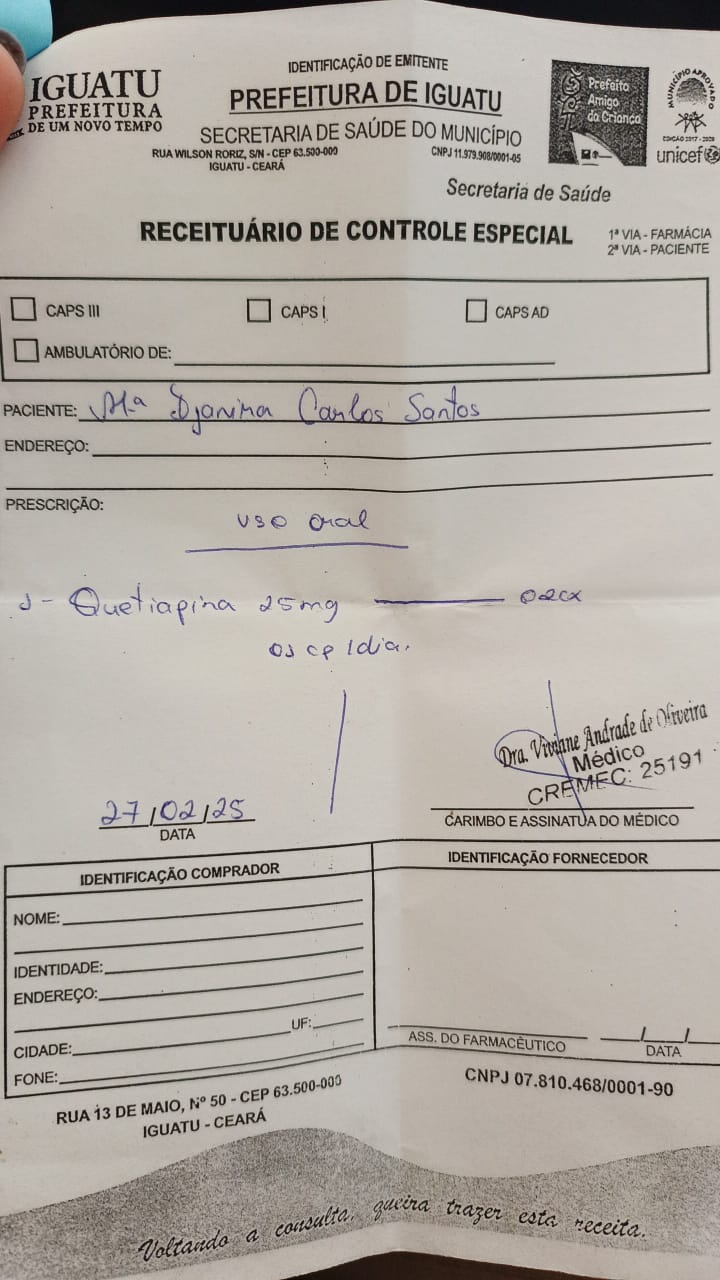 IGUATU
PREFEITURA
DE UM NOVO TEMPO
IDENTIFICAÇÃO DE EMITENTE
PREFEITURA DE IGUATU
SECRETARIA DE SAÚDE DO MUNICÍPIO
RUA WILSON RORIZ, S/N - CEP 63.500-000
IGUATU - CEARÁ
CNPJ 11.979.908/0001-05
Prefeito
Amigo
da Criança
MUNICÍPIO APROVADO
unicef
Secretaria de Saúde
RECEITUÁRIO DE CONTROLE ESPECIAL
1ª VIA - FARMÁCIA
2ª VIA - PACIENTE
CAPS III
CAPS I
CAPS AD
AMBULATÓRIO DE:
PACIENTE: Mª Djanira Carlos Santos
ENDEREÇO:
PRESCRIÇÃO:
uso oral
1- Quetiapina 25mg 02cx
01 cp 1dia.
Dra. Viviane Andrade de Oliveira
Médico
CREMEC: 25191
27/02/25
DATA
CARIMBO E ASSINATUA DO MÉDICO
IDENTIFICAÇÃO COMPRADOR
IDENTIFICAÇÃO FORNECEDOR
NOME:
IDENTIDADE:
ENDEREÇO:
UF:
CIDADE:
FONE:
ASS. DO FARMACÊUTICO
/ /
DATA
RUA 13 DE MAIO, Nº 50 - CEP 63.500-000
IGUATU - CEARÁ
CNPJ 07.810.468/0001-90
Voltando a consulta, queira trazer esta receita.